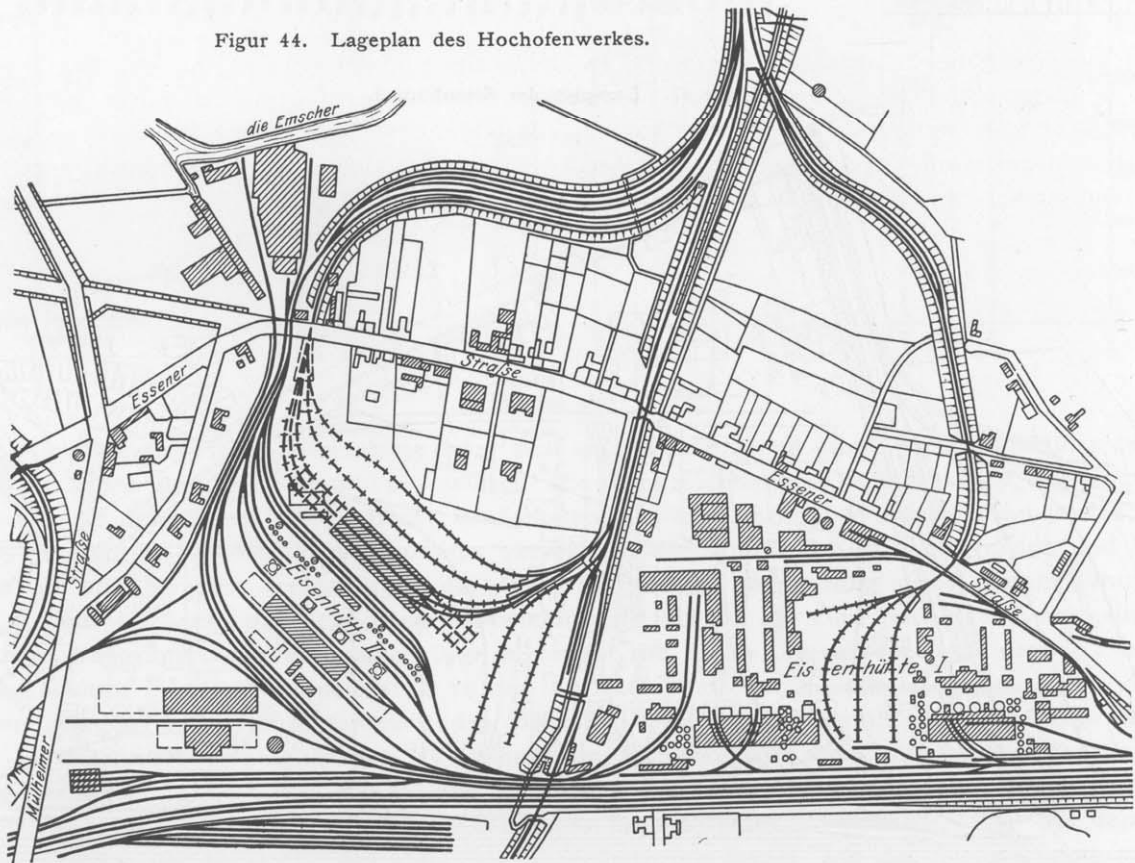 Figur 44. Lageplan des Hochofenwerkes.
die Emscher
Essener
Straße
Essener
Straße
Straße
Mülheimer
Eisenhütte II
Eisenhütte I